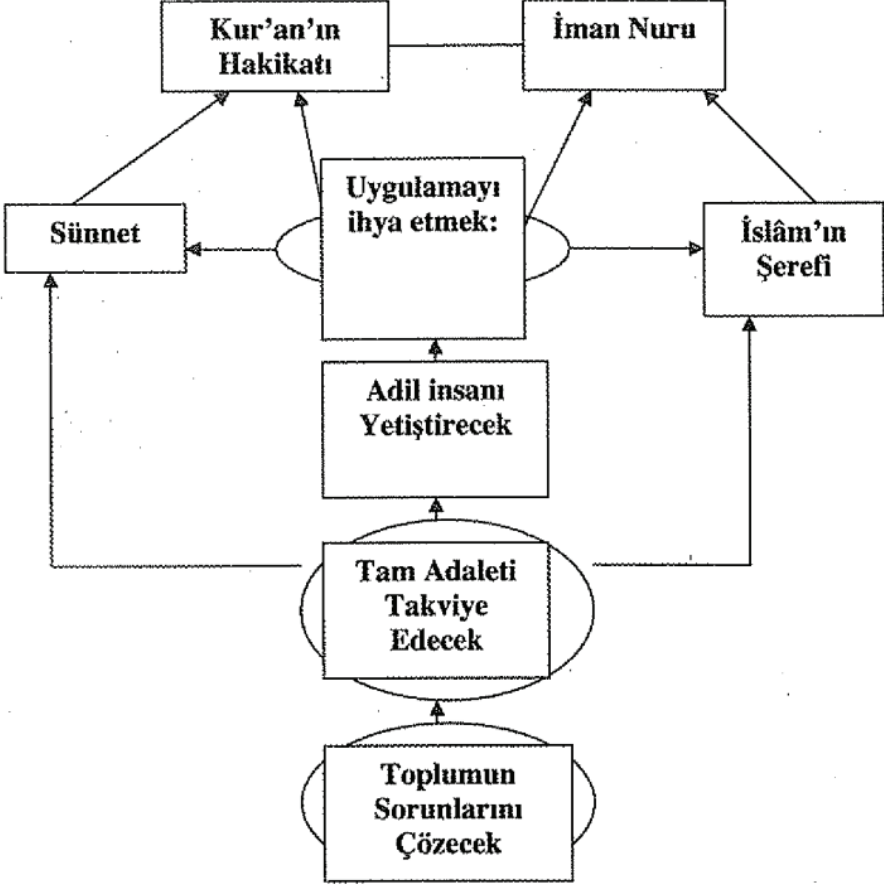 Kur’an’ın
Hakikatı
İman Nuru
Uygulamayı
ihya etmek:
Sünnet
İslâm’ın
Şerefi
Adil insanı
Yetiştirecek
Tam Adaleti
Takviye
Edecek
Toplumun
Sorunlarını
Çözecek